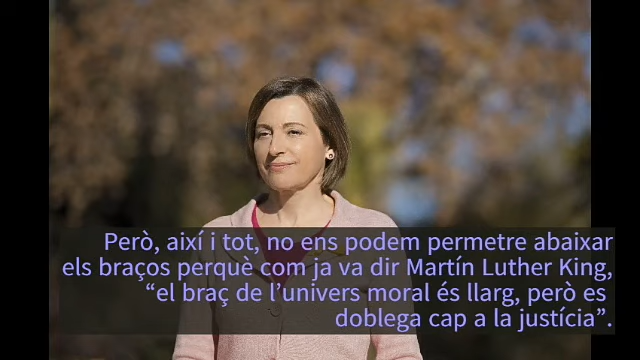 Però, així i tot, no ens podem permetre abaixar
els braços perquè com ja va dir Martín Luther King,
“el braç de l’univers moral és llarg, però es
doblega cap a la justícia”.